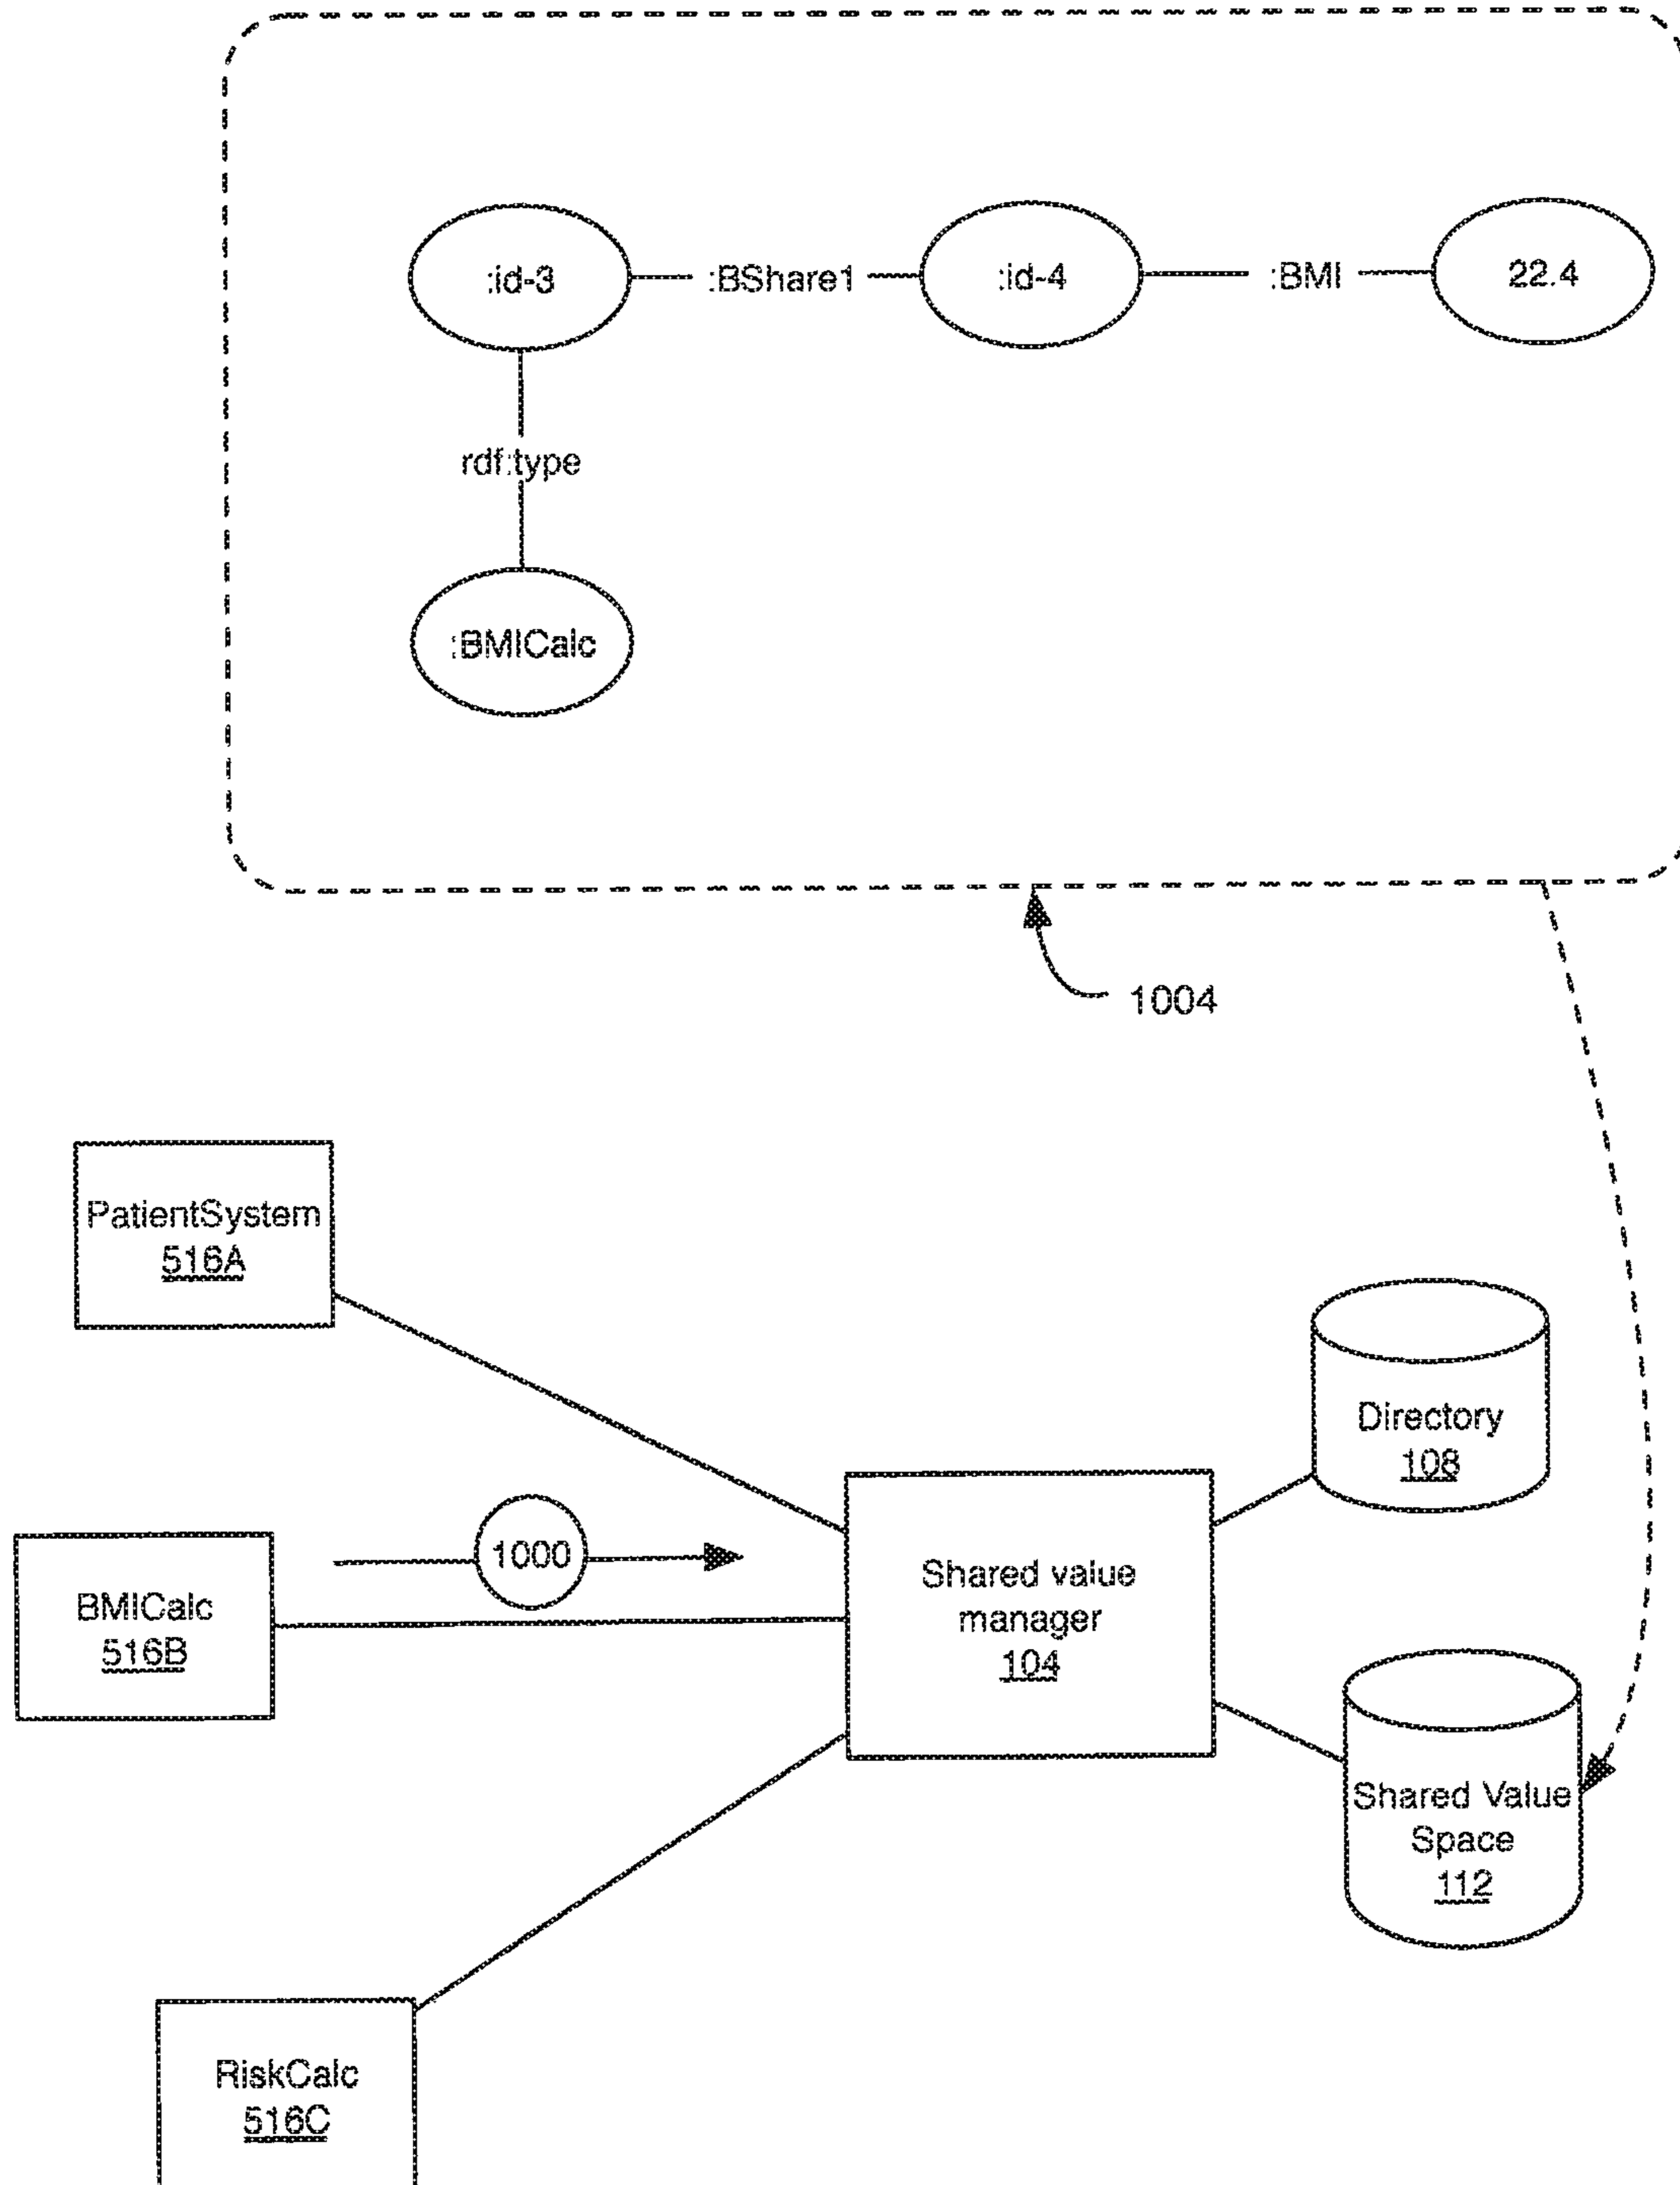 :id-3
:BShare1
:id-4
:BMI
22.4
rdf:type
:BMICalc
1004
PatientSystem
516A
Directory
108
1000
BMICalc
516B
Shared value
manager
104
Shared Value
Space
112
RiskCalc
516C